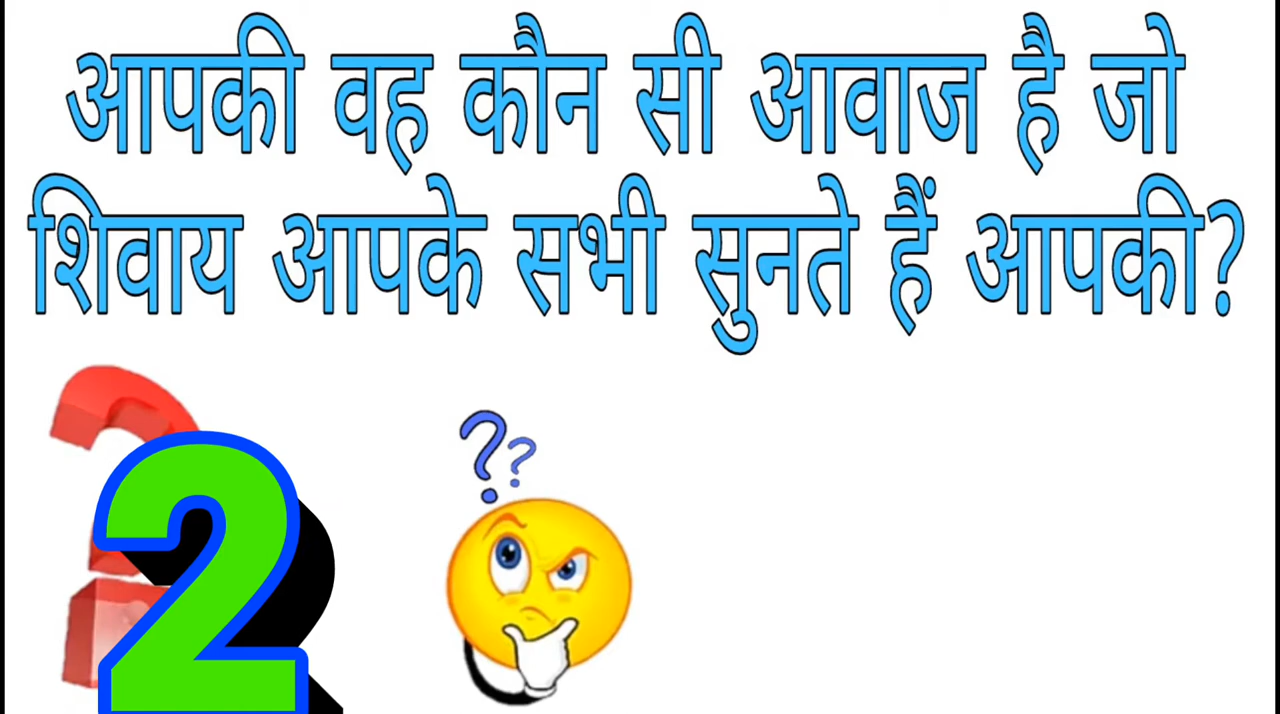 आपकी वह कौन सी आवाज है जो
शिवाय आपके सभी सुनते हैं आपकी?
2
??